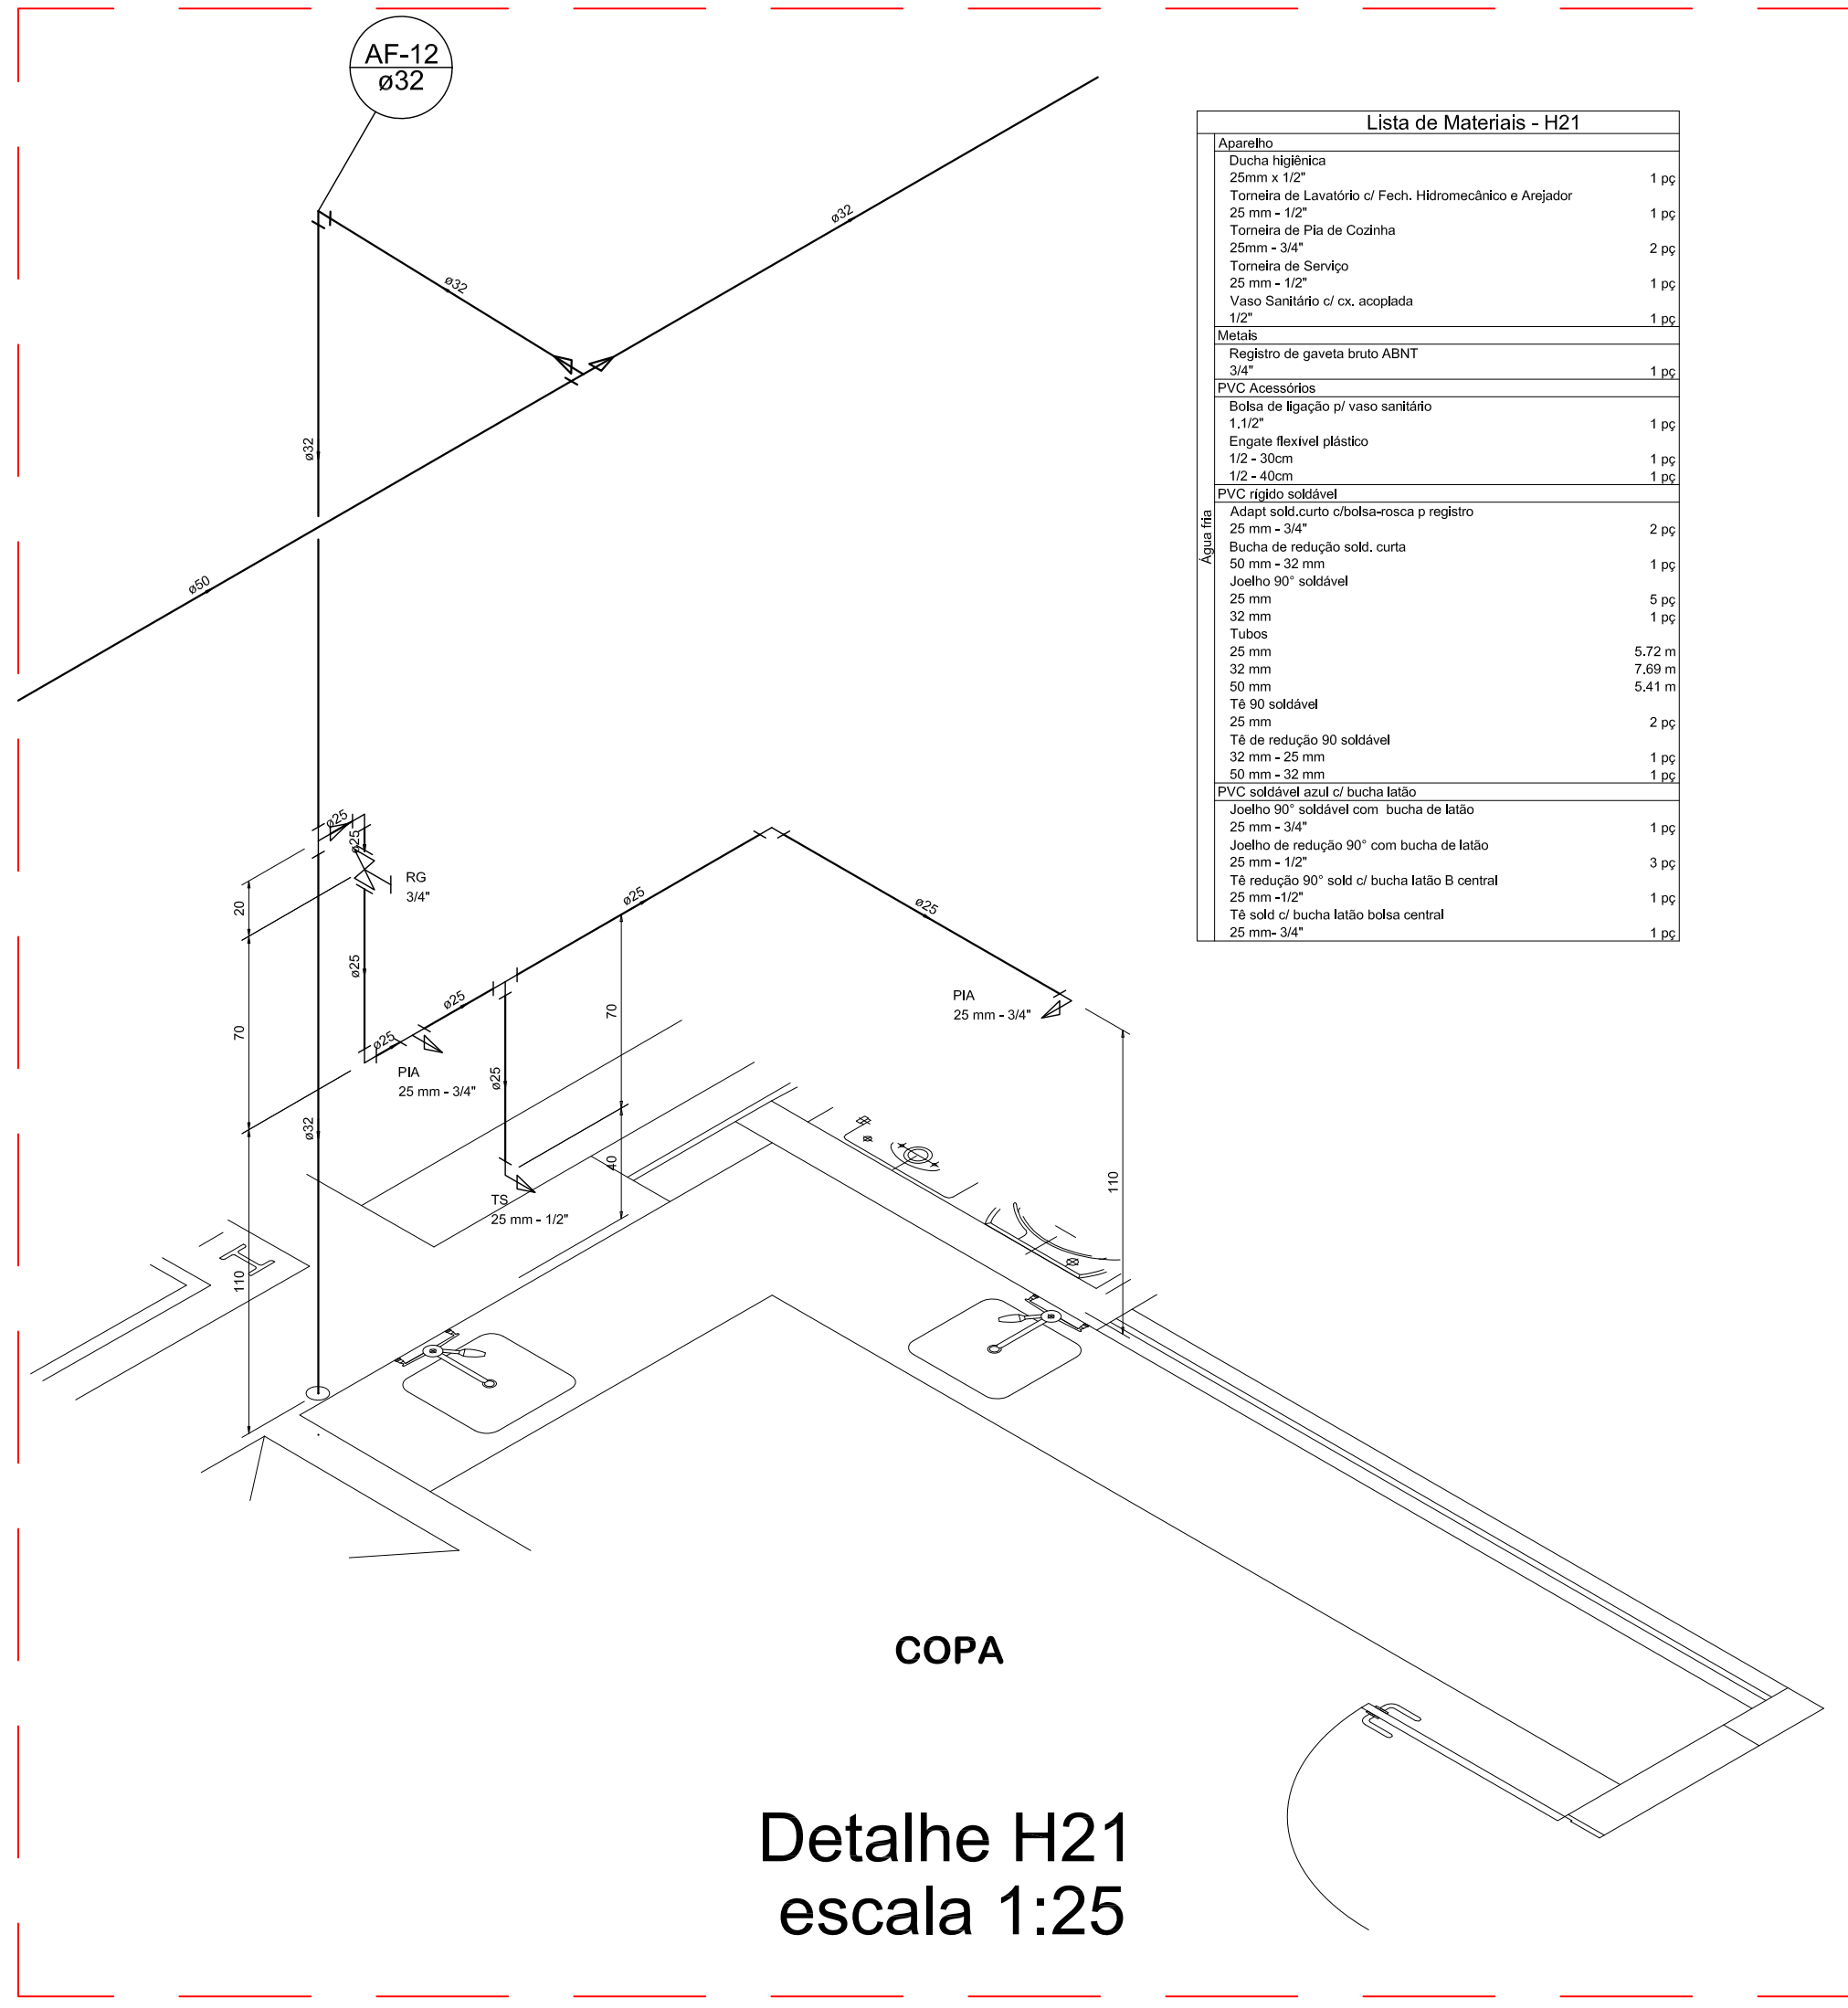 AF-12
ø32
ø32
ø32
ø32
ø50
Lista de Materiais - H21
Água fria
Aparelho
Ducha higiênica
25mm x 1/2" 1 pç
Torneira de Lavatório c/ Fech. Hidromecânico e Arejador
25 mm - 1/2" 1 pç
Torneira de Pia de Cozinha
25mm - 3/4" 2 pç
Torneira de Serviço
25 mm - 1/2" 1 pç
Vaso Sanitário c/ cx. acoplada
1/2" 1 pç
Metais
Registro de gaveta bruto ABNT
3/4" 1 pç
PVC Acessórios
Bolsa de ligação p/ vaso sanitário
1.1/2" 1 pç
Engate flexível plástico
1/2 - 30cm 1 pç
1/2 - 40cm 1 pç
PVC rígido soldável
Adapt sold.curto c/bolsa-rosca p registro
25 mm - 3/4" 2 pç
Bucha de redução sold. curta
50 mm - 32 mm 1 pç
Joelho 90° soldável
25 mm 5 pç
32 mm 1 pç
Tubos
25 mm 5.72 m
32 mm 7.69 m
50 mm 5.41 m
Tê 90 soldável
25 mm 2 pç
Tê de redução 90 soldável
32 mm - 25 mm 1 pç
50 mm - 32 mm 1 pç
PVC soldável azul c/ bucha latão
Joelho 90° soldável com bucha de latão
25 mm - 3/4" 1 pç
Joelho de redução 90° com bucha de latão
25 mm - 1/2" 3 pç
Tê redução 90° sold c/ bucha latão B central
25 mm -1/2" 1 pç
Tê sold c/ bucha latão bolsa central
25 mm- 3/4" 1 pç
ø25
ø25
RG
3/4"
20
ø25
ø25
ø25
70
ø25
ø25
70
PIA
25 mm - 3/4"
PIA
25 mm - 3/4"
ø25
ø32
40
110
TS
25 mm - 1/2"
110
COPA
Detalhe H21
escala 1:25